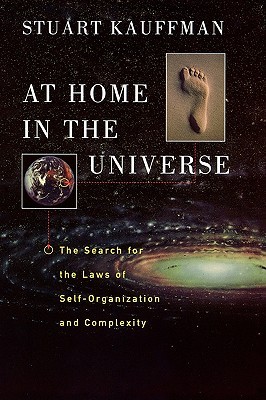 STUART KAUFFMAN
AT HOME
IN THE
UNIVERSE
The Search for
the Laws of
Self-Organization
and Complexity